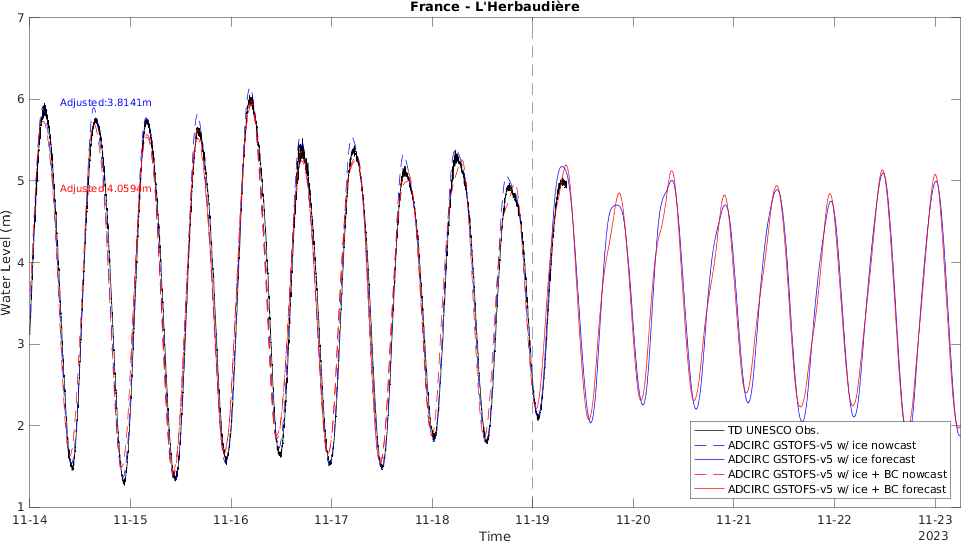 France - L'Herbaudière
7
6
5
4
3
2
1
Water Level (m)
Adjusted:3.8141m
Adjusted:4.0594m
TD UNESCO Obs.
ADCIRC GSTOFS-v5 w/ ice nowcast
ADCIRC GSTOFS-v5 w/ ice forecast
ADCIRC GSTOFS-v5 w/ ice + BC nowcast
ADCIRC GSTOFS-v5 w/ ice + BC forecast
11-14 11-15 11-16 11-17 11-18 11-19 11-20 11-21 11-22 11-23
Time
2023